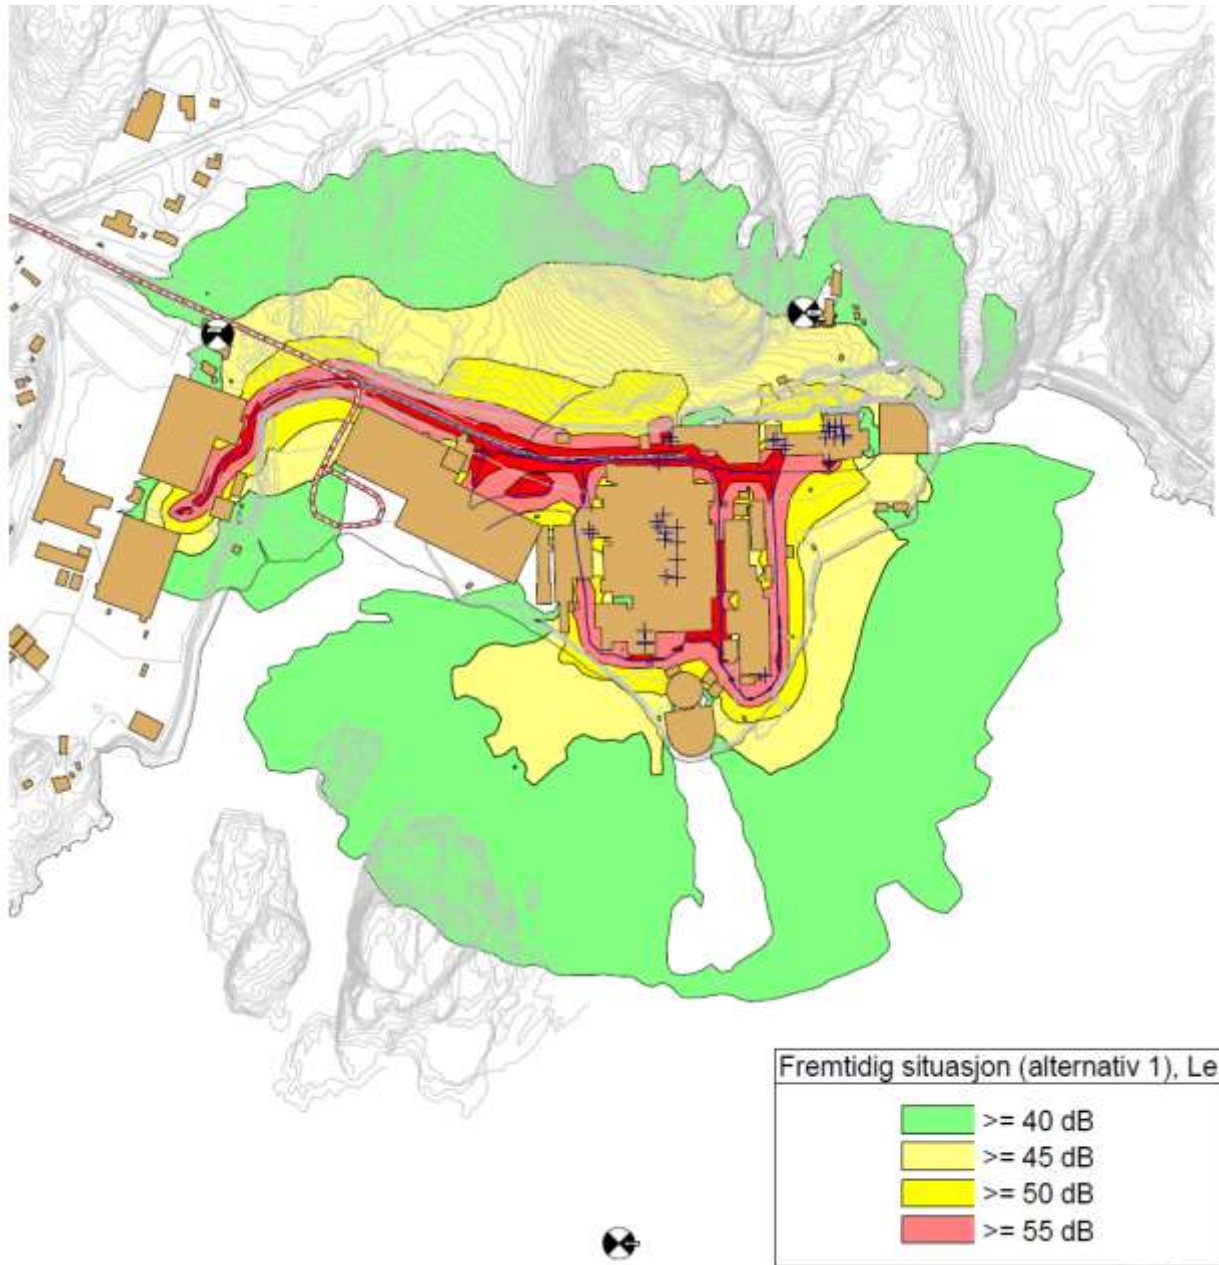 Fremtidig situasjon (alternativ 1), Le
>= 40 dB
>= 45 dB
>= 50 dB
>= 55 dB